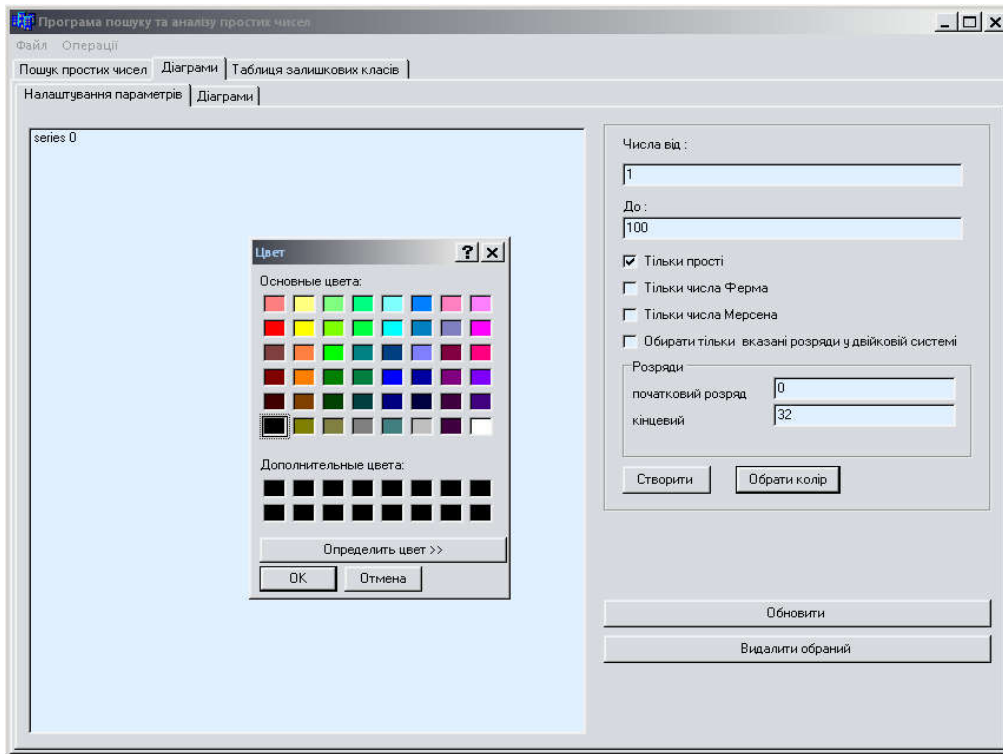 Програма пошуку та аналізу простих чисел
Файл Операції
Пошук простих чисел Діаграми Таблиця залишкових класів
Налаштування параметрів Діаграми
series 0
Числа від :
1
До :
100
Тільки прості
Тільки числа Ферма
Тільки числа Мерсена
Обирати тільки вказані розряди у двійковій системі
Розряди
початковий розряд 0
кінцевий 32
Створити Обрати колір
Обновити
Видалити обраний
Цвет
Основные цвета:
Дополнительные цвета:
Определить цвет >>
OK Отмена